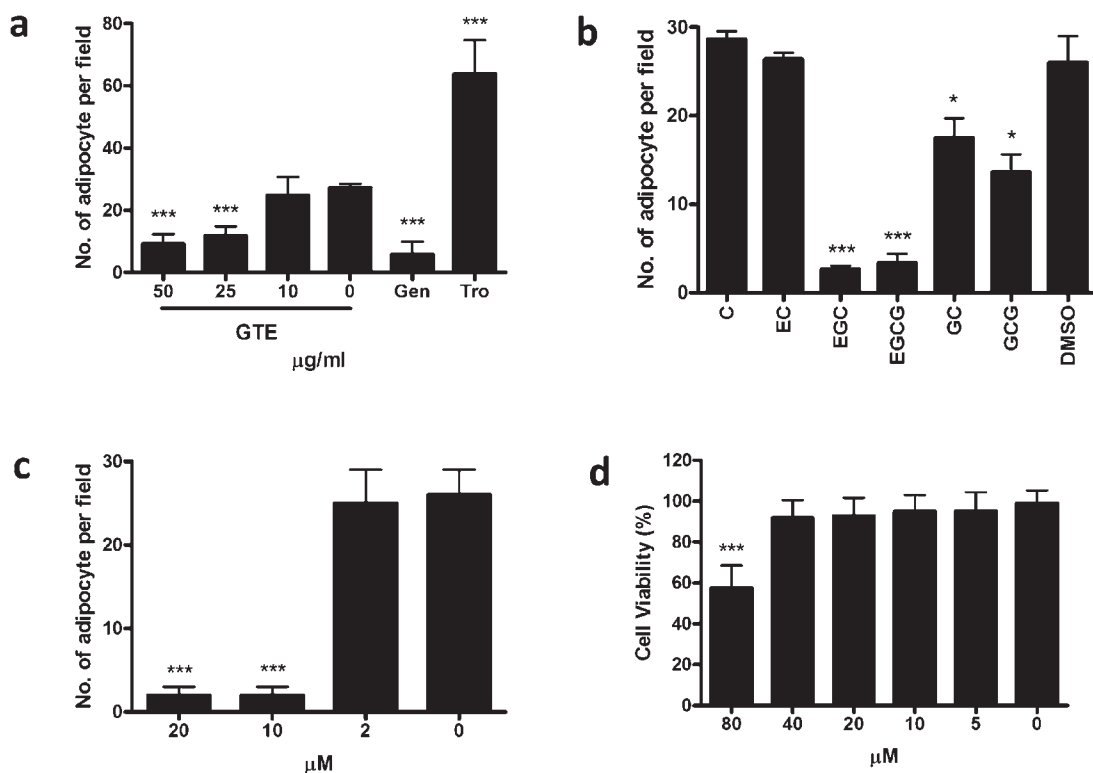 a
No. of adipocyte per field
80
60
40
20
0
***
***
***
***
50 25 10 0 Gen Tro
GTE
μg/ml
b
No. of adipocyte per field
30
20
10
0
***
***
*
*
C EC EGC EGCG GC GCG DMSO
c
No. of adipocyte per field
30
20
10
0
***
***
20 10 2 0
μM
d
Cell Viability (%)
120
100
80
60
40
20
0
***
80 40 20 10 5 0
μM